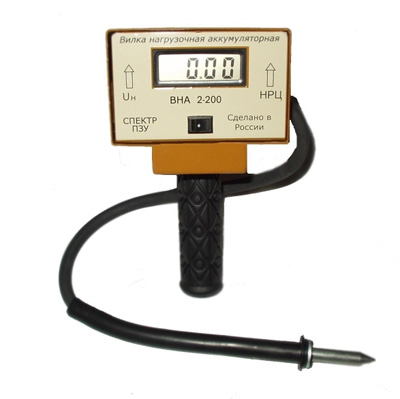 Вилка нагрузочная аккумуляторная
0.00
Uн
НРЦ
ВНА 2-200
СПЕКТР
ПЗУ
Сделано в
России